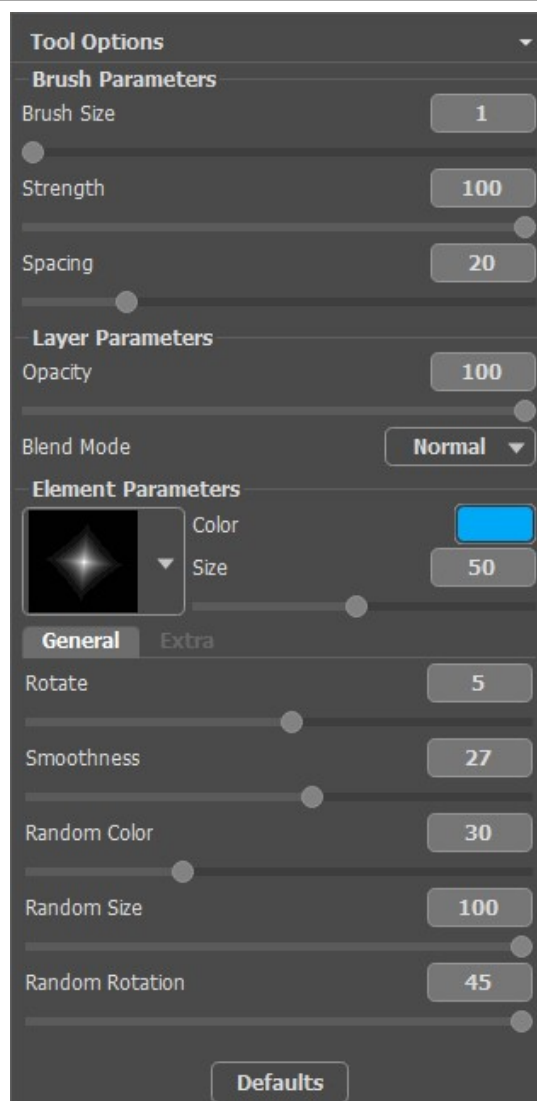 Tool Options
Brush Parameters
Brush Size 1
Strength 100
Spacing 20
Layer Parameters
Opacity 100
Blend Mode Normal
Element Parameters
Color
Size 50
General Extra
Rotate 5
Smoothness 27
Random Color 30
Random Size 100
Random Rotation 45
Defaults